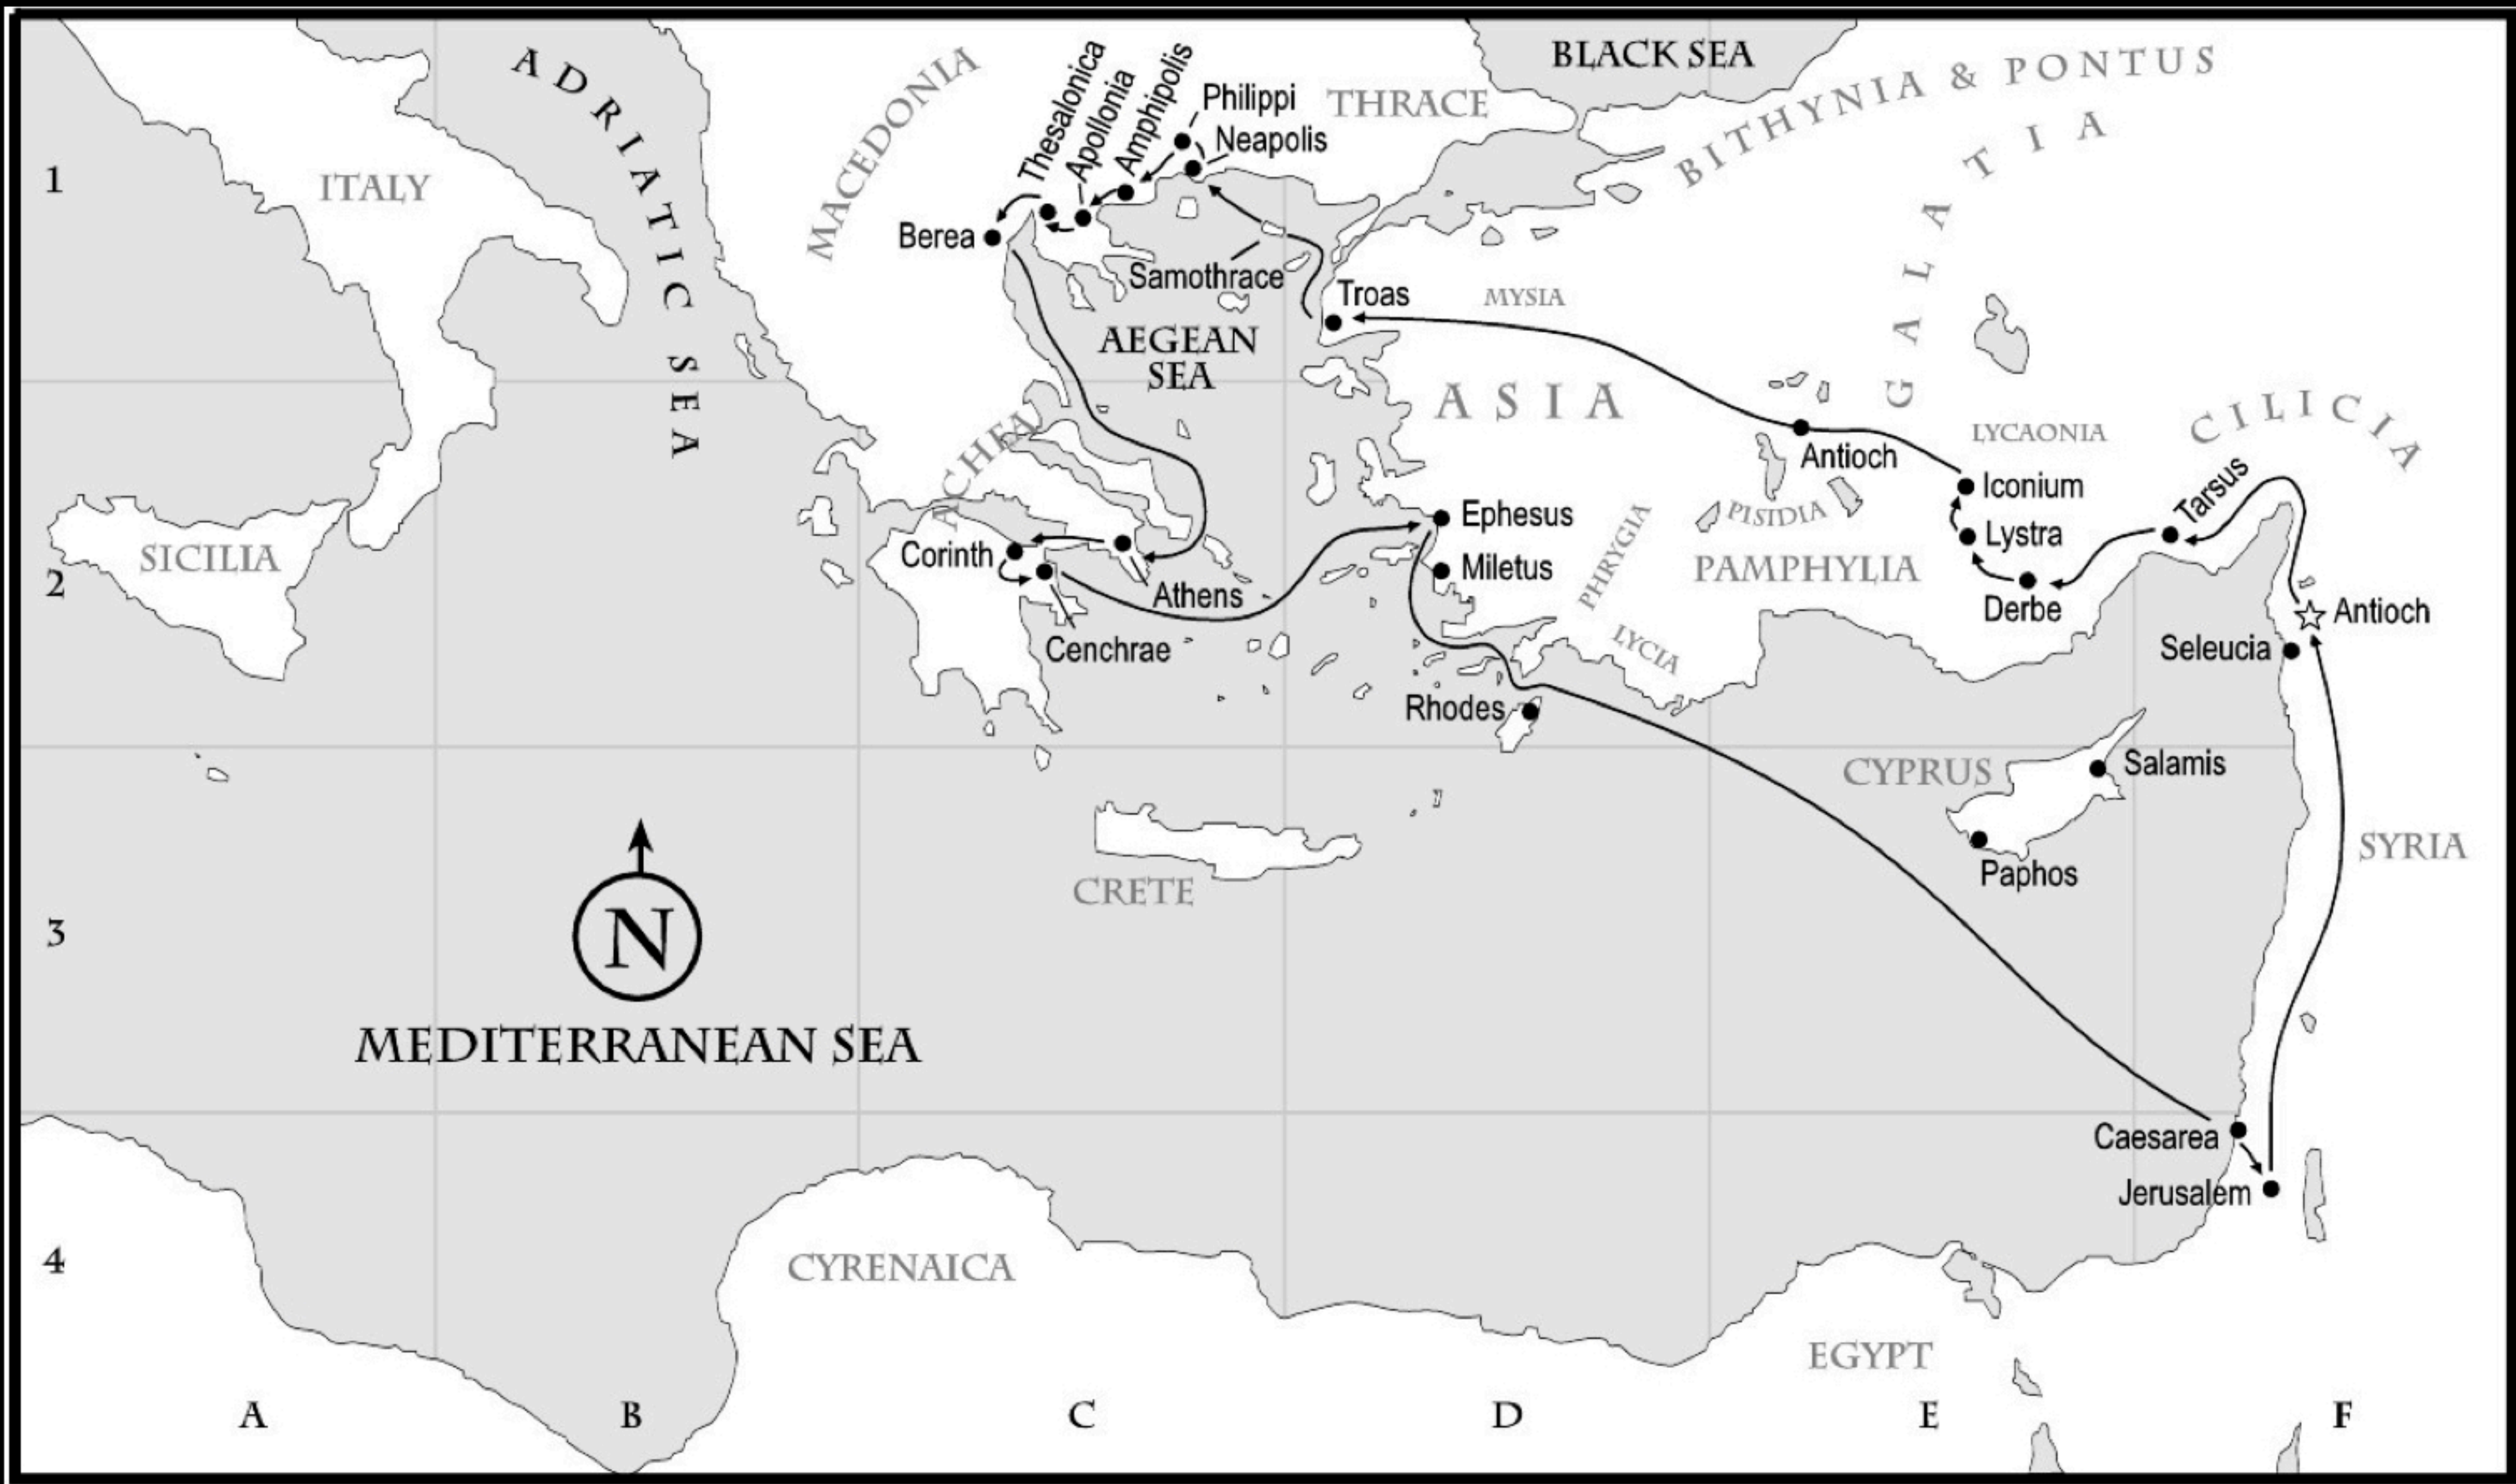 ADRIATIC SEA
BLACK SEA
BITHYNIA & PONTUS
MACEDONIA
Thesalonica
Apollonia
Amphipolis
Philippi
Neapolis
THRACE
GALATIA
1
ITALY
Berea
Samothrace
Troas
MYSIA
AEGEAN
SEA
ASIA
ACHEA
LYCAONIA
CILICIA
Antioch
Iconium
Tarsus
SICILIA
Ephesus
PHRYGIA
PISIDIA
Lystra
Corinth
2
Miletus
PAMPHYLIA
Athens
Derbe
Antioch
Cenchrae
LYCIA
Seleucia
Rhodes
CYPRUS
Salamis
SYRIA
Paphos
CRETE
3
N
MEDITERRANEAN SEA
Caesarea
Jerusalem
4
CYRENAICA
EGYPT
A
B
C
D
E
F